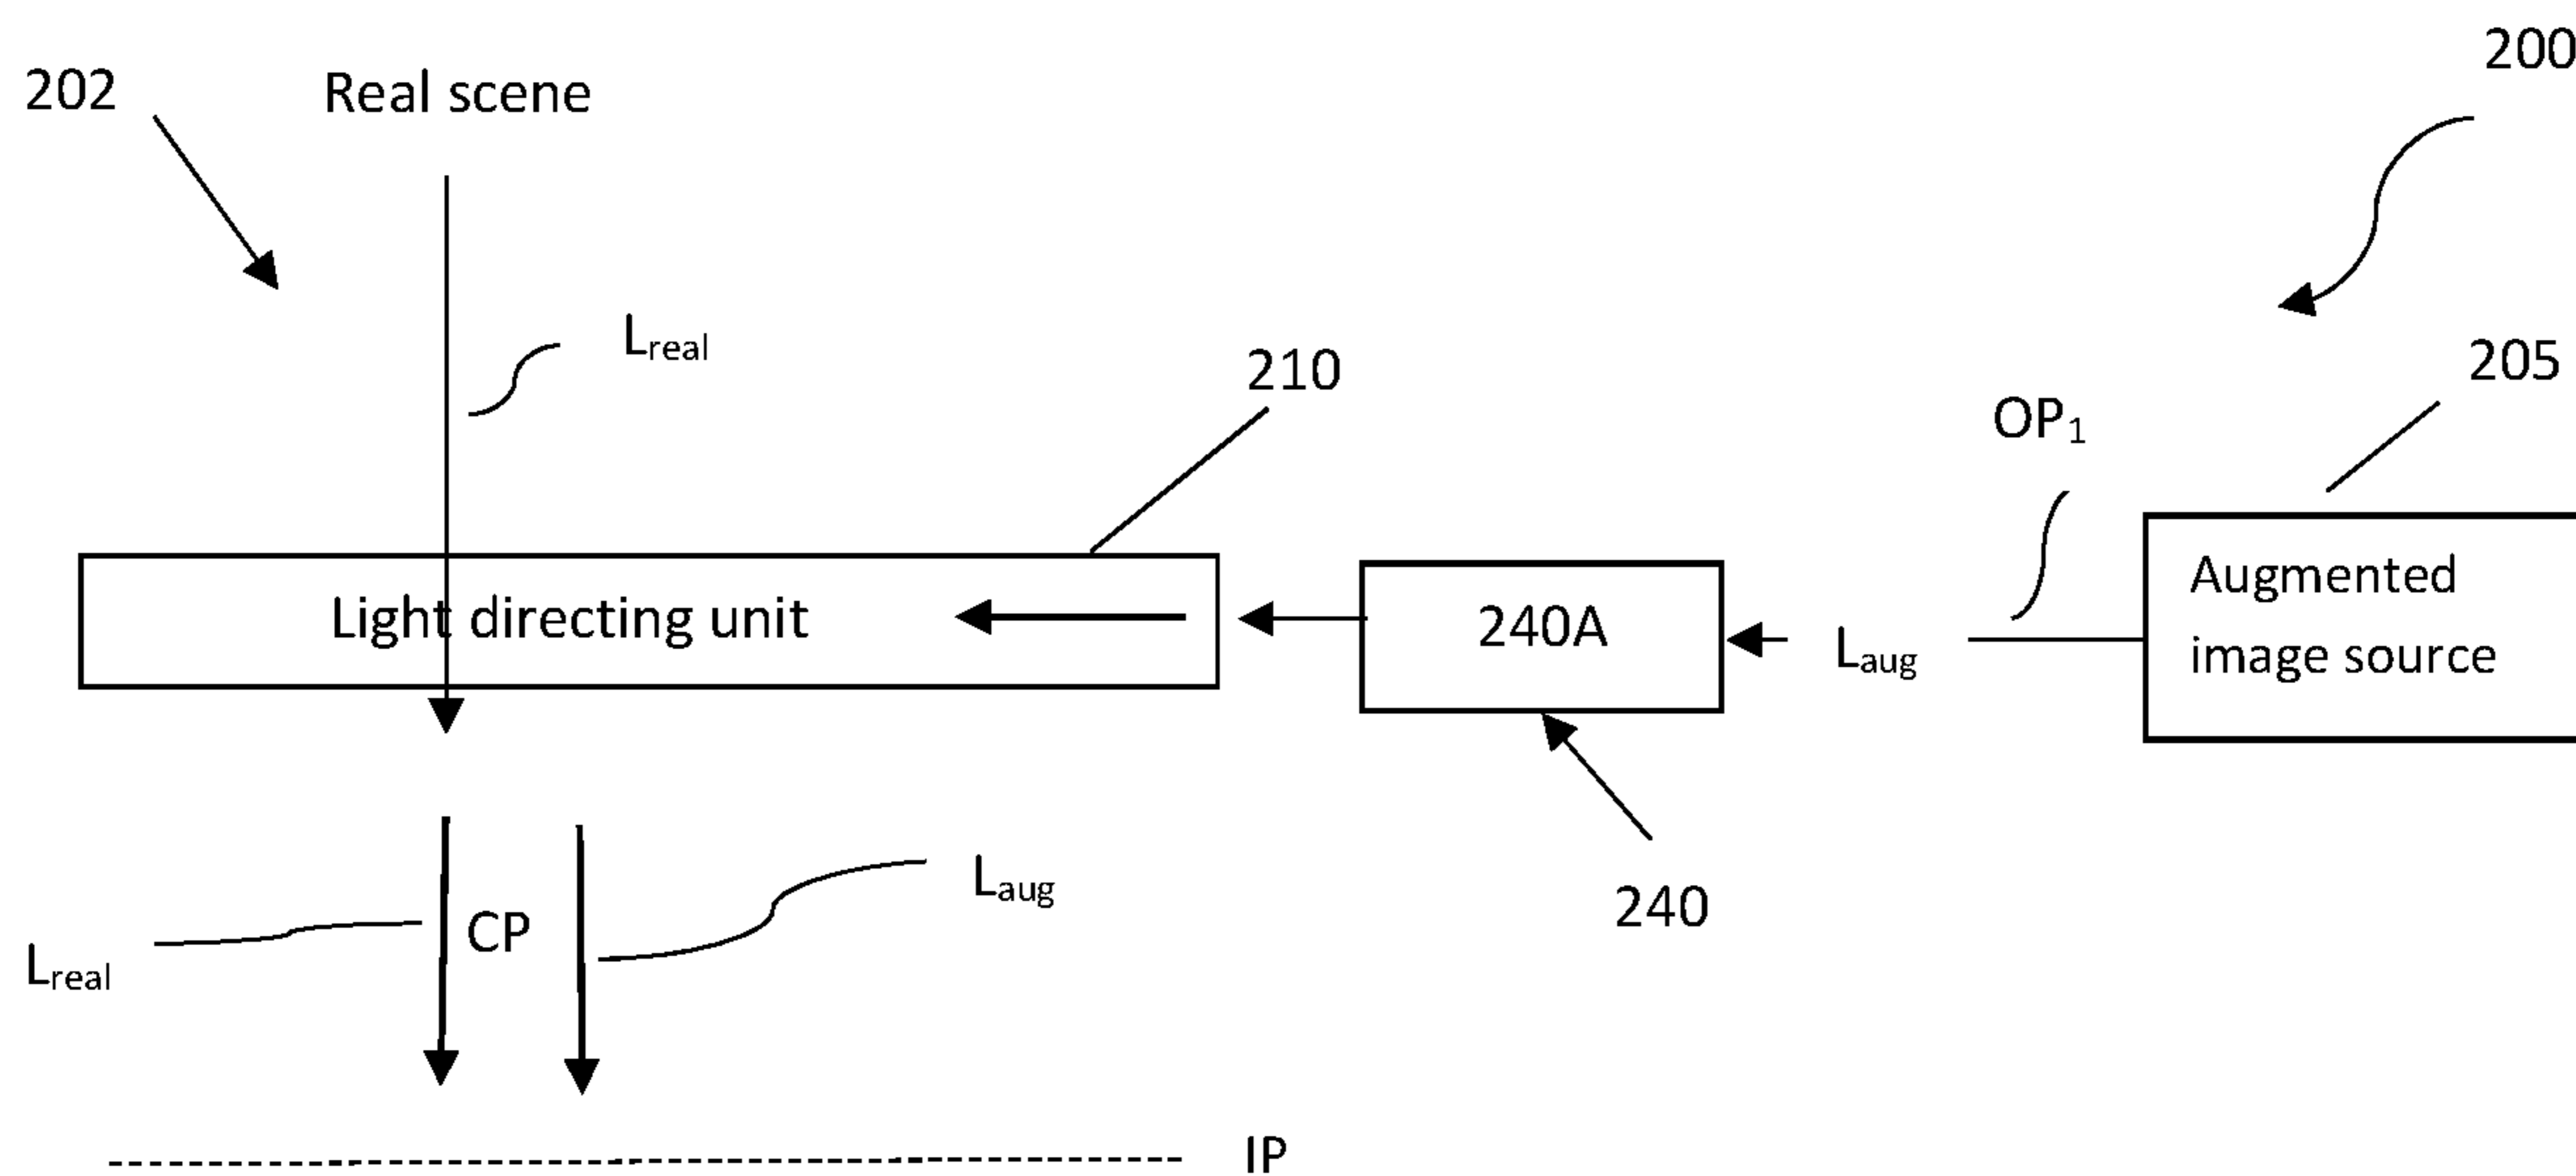 200
202
Real scene
Lreal
210
205
OP1
Augmented
image source
Light directing unit
240A
Laug
240
Laug
CP
Lreal
IP